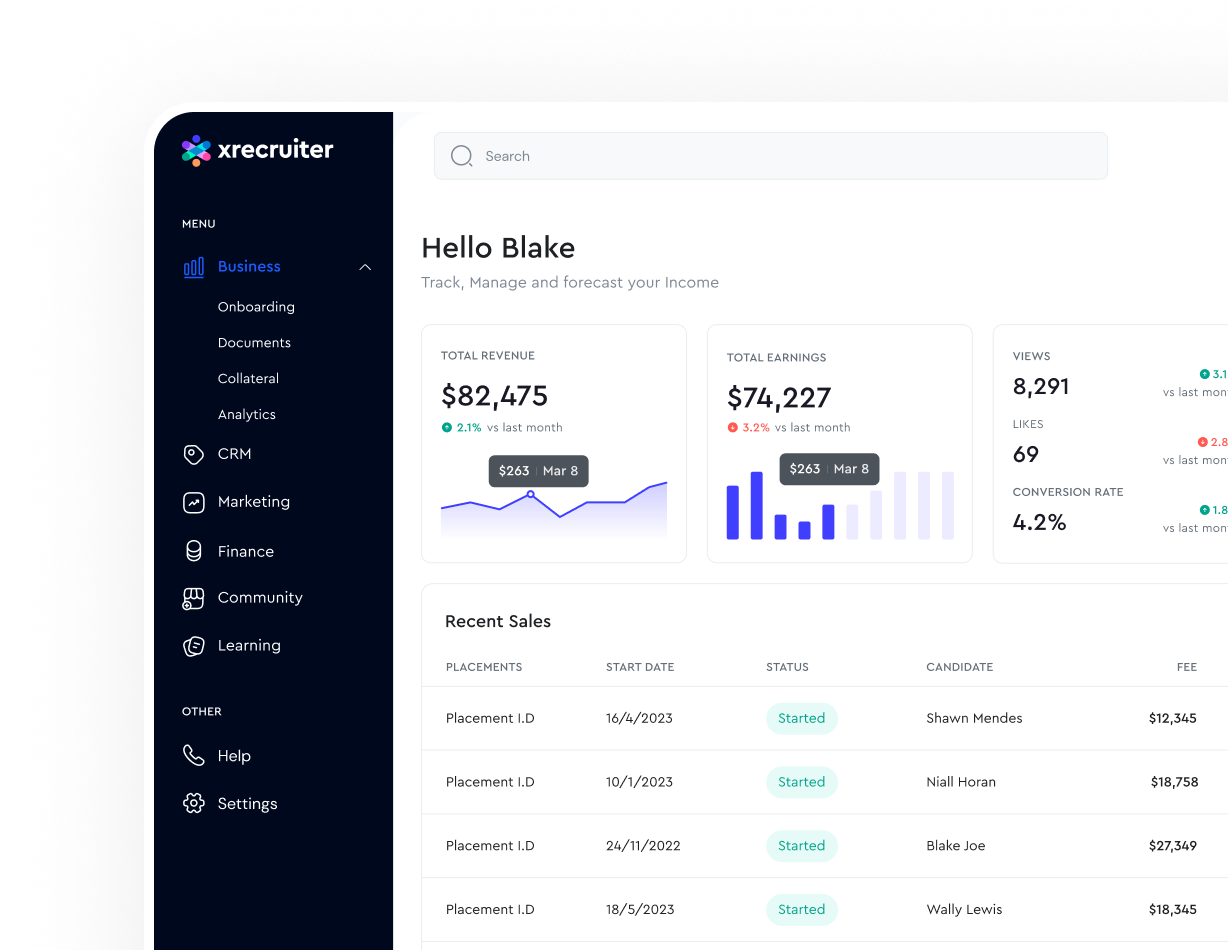 xrecruiter
Search
MENU
Business
Onboarding
Documents
Collateral
Analytics
CRM
Marketing
Finance
Community
Learning
OTHER
Help
Settings
Hello Blake
Track, Manage and forecast your Income
TOTAL REVENUE
$82,475
2.1% vs last month
$263 | Mar 8
TOTAL EARNINGS
$74,227
3.2% vs last month
$263 | Mar 8
VIEWS
8,291
3.1
vs last mon
LIKES
69
2.8
vs last mon
CONVERSION RATE
4.2%
1.8
vs last mon
Recent Sales
PLACEMENTS START DATE STATUS CANDIDATE FEE
Placement I.D 16/4/2023 Started Shawn Mendes $12,345
Placement I.D 10/1/2023 Started Niall Horan $18,758
Placement I.D 24/11/2022 Started Blake Joe $27,349
Placement I.D 18/5/2023 Started Wally Lewis $18,345